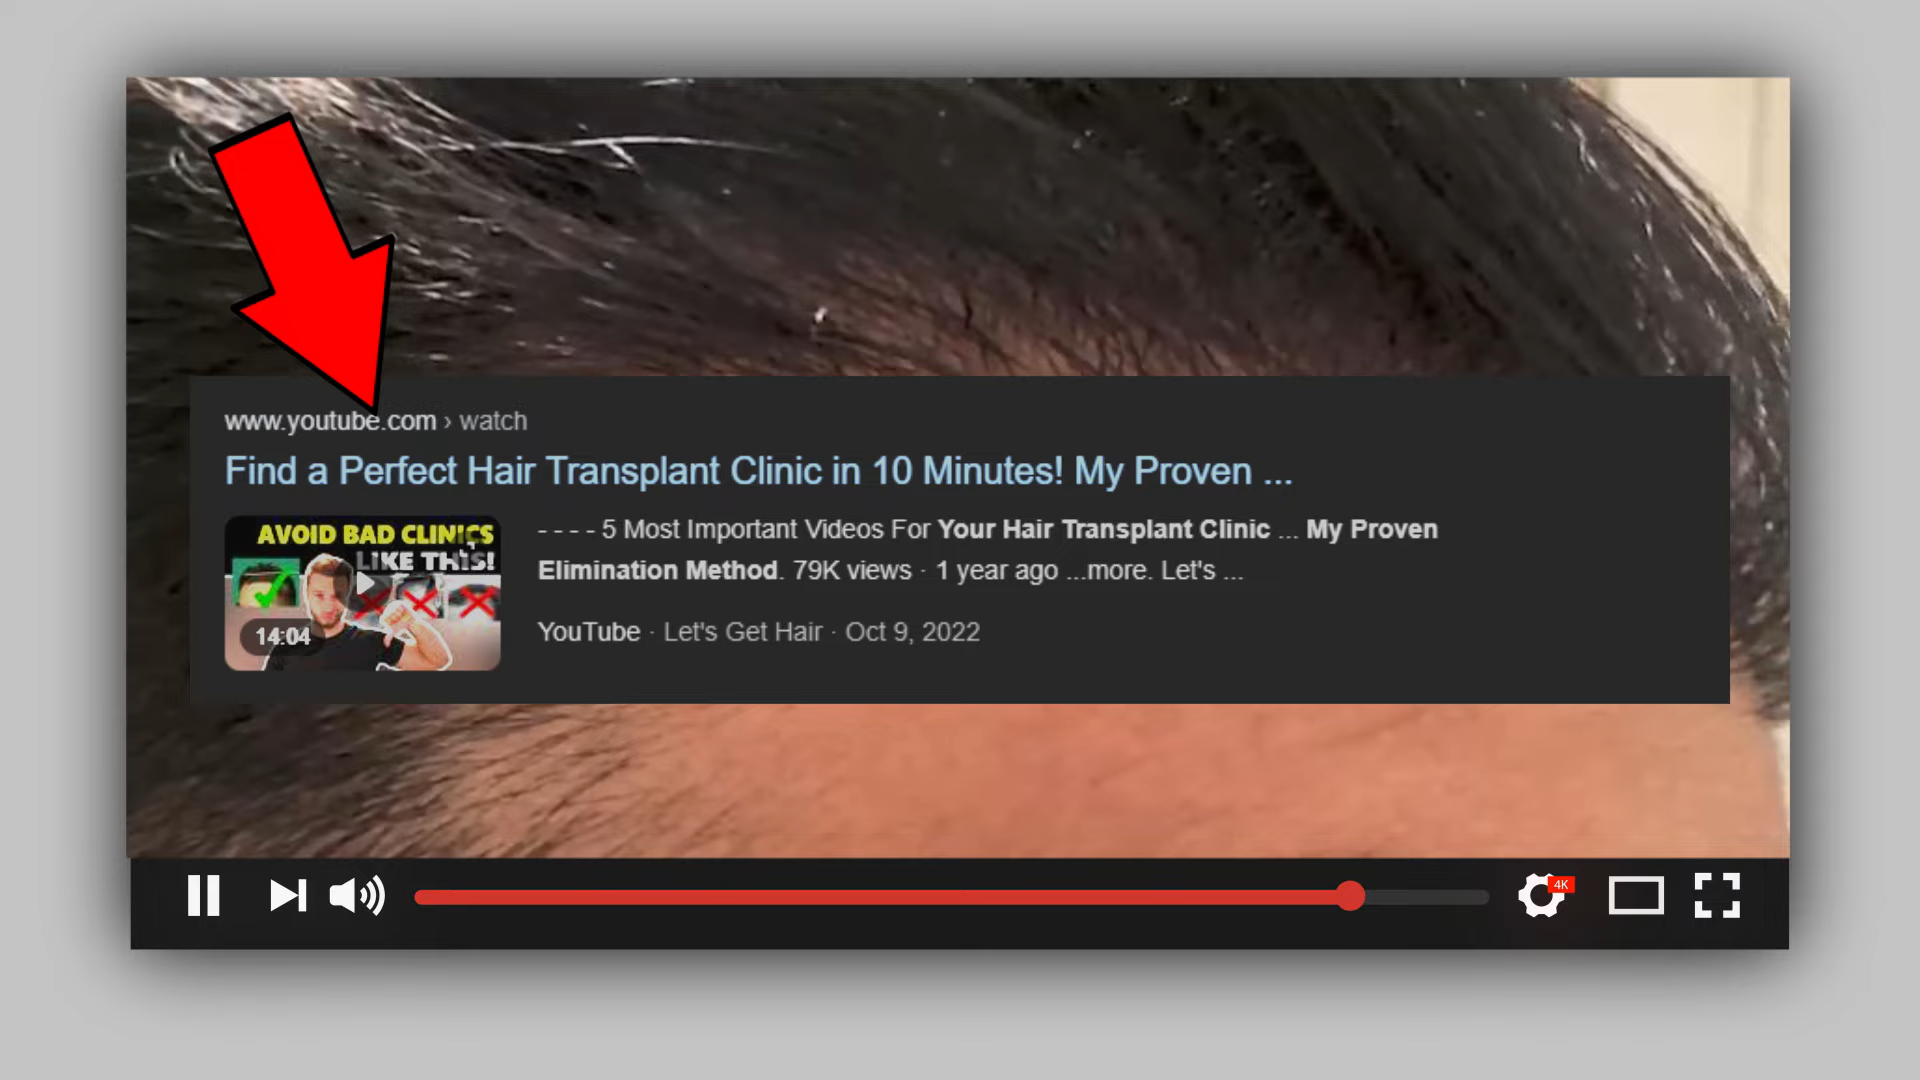 www.youtube.com › watch
Find a Perfect Hair Transplant Clinic in 10 Minutes! My Proven ...
AVOID BAD CLINICS
LIKE THIS!
14:04
- - - - 5 Most Important Videos For Your Hair Transplant Clinic ... My Proven
Elimination Method. 79K views · 1 year ago ...more. Let's ...
YouTube · Let's Get Hair · Oct 9, 2022
4K